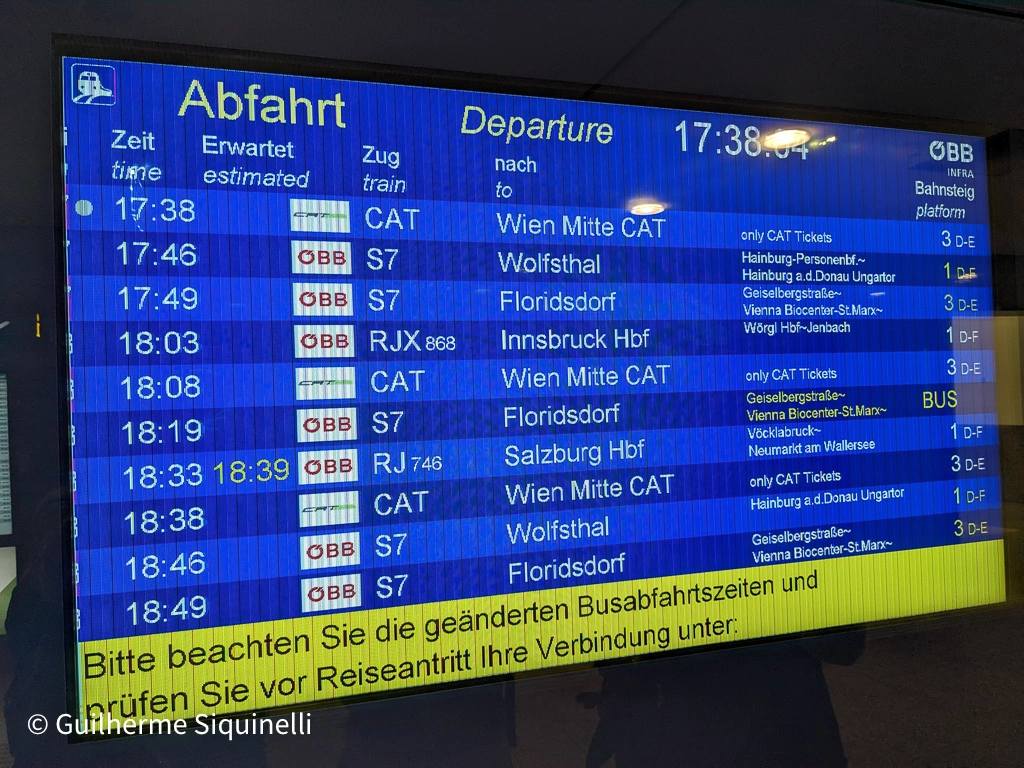 Abfahrt Departure 17:38:04 ÖBB
INFRA
Zeit Erwartet Zug nach Bahnsteig
time estimated train to platform
17:38 CAT CAT Wien Mitte CAT only CAT Tickets 3 D-E
17:46 ÖBB S7 Wolfsthal Hainburg-Personenbf.~ 1 D-F
Hainburg a.d.Donau Ungartor
17:49 ÖBB S7 Floridsdorf Geiselbergstraße~ 3 D-E
Vienna Biocenter-St.Marx~
18:03 ÖBB RJX 868 Innsbruck Hbf Wörgl Hbf~Jenbach 1 D-F
18:08 CAT CAT Wien Mitte CAT only CAT Tickets 3 D-E
18:19 ÖBB S7 Floridsdorf Geiselbergstraße~ BUS
Vienna Biocenter-St.Marx~
18:33 18:39 ÖBB RJ 746 Salzburg Hbf Vöcklabruck~ 1 D-F
Neumarkt am Wallersee
18:38 CAT CAT Wien Mitte CAT only CAT Tickets 3 D-E
18:46 ÖBB S7 Wolfsthal Hainburg a.d.Donau Ungartor 1 D-F
18:49 ÖBB S7 Floridsdorf Geiselbergstraße~ 3 D-E
Vienna Biocenter-St.Marx~
Bitte beachten Sie die geänderten Busabfahrtszeiten und
prüfen Sie vor Reiseantritt Ihre Verbindung unter:
© Guilherme Siquinelli